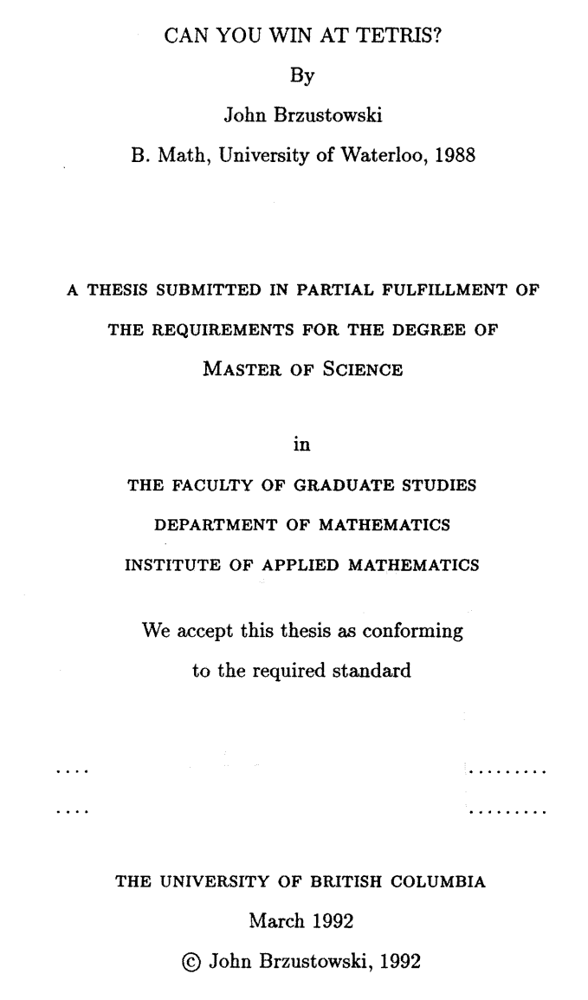 CAN YOU WIN AT TETRIS?
By
John Brzustowski
B. Math, University of Waterloo, 1988
A THESIS SUBMITTED IN PARTIAL FULFILLMENT OF
THE REQUIREMENTS FOR THE DEGREE OF
MASTER OF SCIENCE
in
THE FACULTY OF GRADUATE STUDIES
DEPARTMENT OF MATHEMATICS
INSTITUTE OF APPLIED MATHEMATICS
We accept this thesis as conforming
to the required standard
.... .........
.... .........
THE UNIVERSITY OF BRITISH COLUMBIA
March 1992
© John Brzustowski, 1992